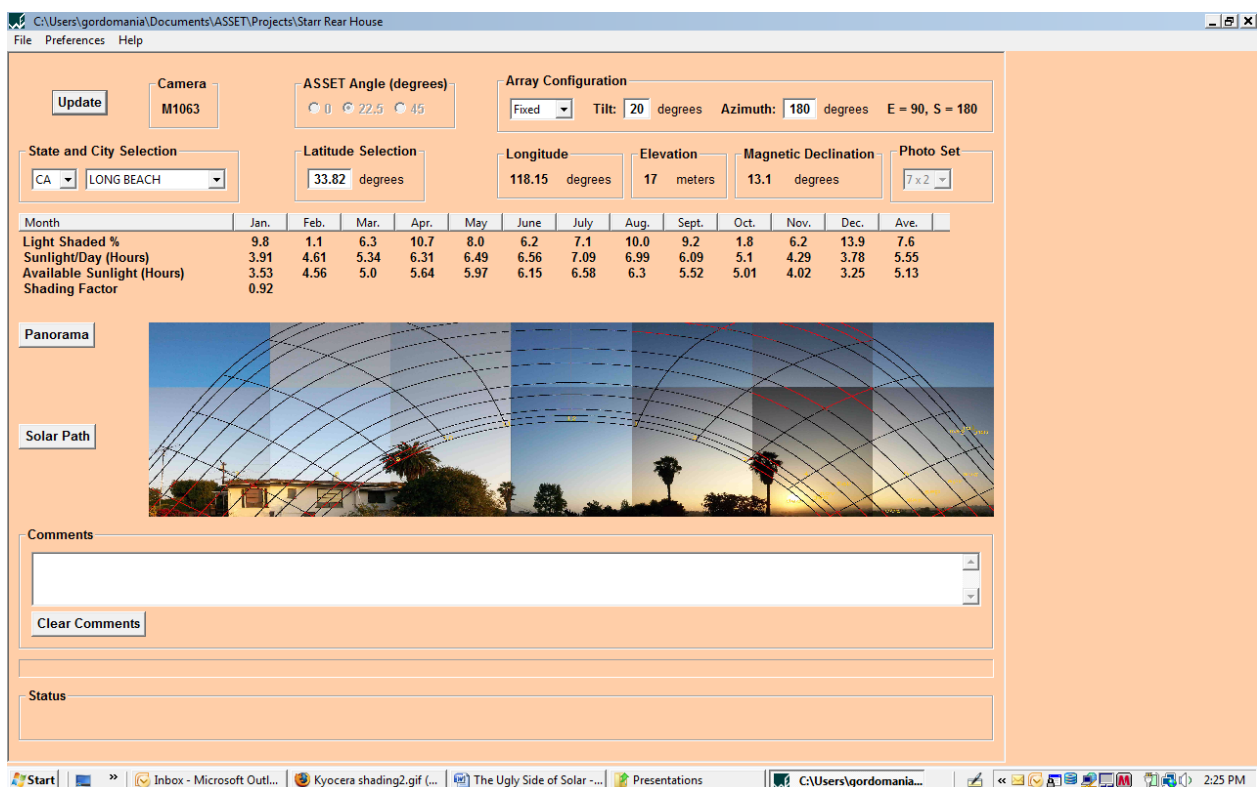 C:\Users\gordomania\Documents\ASSET\Projects\Starr Rear House
File Preferences Help
Update
Camera
M1063
ASSET Angle (degrees)
0 22.5 45
Array Configuration
Fixed Tilt: 20 degrees Azimuth: 180 degrees E = 90, S = 180
State and City Selection
CA LONG BEACH
Latitude Selection
33.82 degrees
Longitude
118.15 degrees
Elevation
17 meters
Magnetic Declination
13.1 degrees
Photo Set
7 x 2
Month Jan. Feb. Mar. Apr. May June July Aug. Sept. Oct. Nov. Dec. Ave.
Light Shaded % 9.8 1.1 6.3 10.7 8.0 6.2 7.1 10.0 9.2 1.8 6.2 13.9 7.6
Sunlight/Day (Hours) 3.91 4.61 5.34 6.31 6.49 6.56 7.09 6.99 6.09 5.1 4.29 3.78 5.55
Available Sunlight (Hours) 3.53 4.56 5.0 5.64 5.97 6.15 6.58 6.3 5.52 5.01 4.02 3.25 5.13
Shading Factor 0.92
Panorama
Solar Path
Comments
Clear Comments
Status
Start » Inbox - Microsoft Outl... Kyocera shading2.gif (... The Ugly Side of Solar -... Presentations C:\Users\gordomania... « 2:25 PM